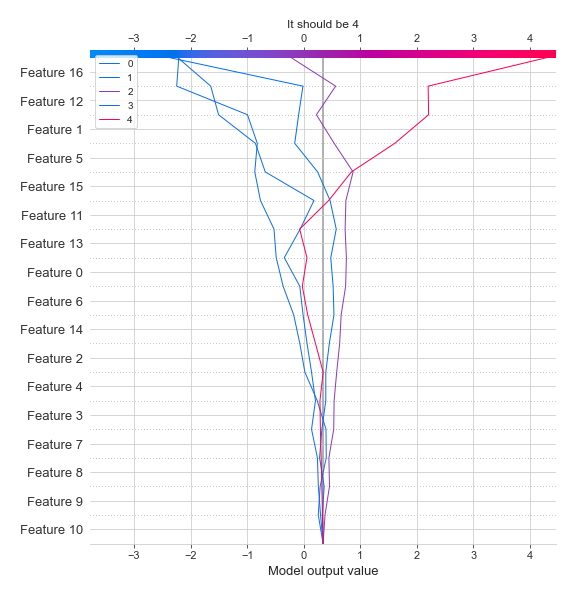 It should be 4
−3 −2 −1 0 1 2 3 4
0
1
2
3
4
Feature 16
Feature 12
Feature 1
Feature 5
Feature 15
Feature 11
Feature 13
Feature 0
Feature 6
Feature 14
Feature 2
Feature 4
Feature 3
Feature 7
Feature 8
Feature 9
Feature 10
−3 −2 −1 0 1 2 3 4
Model output value